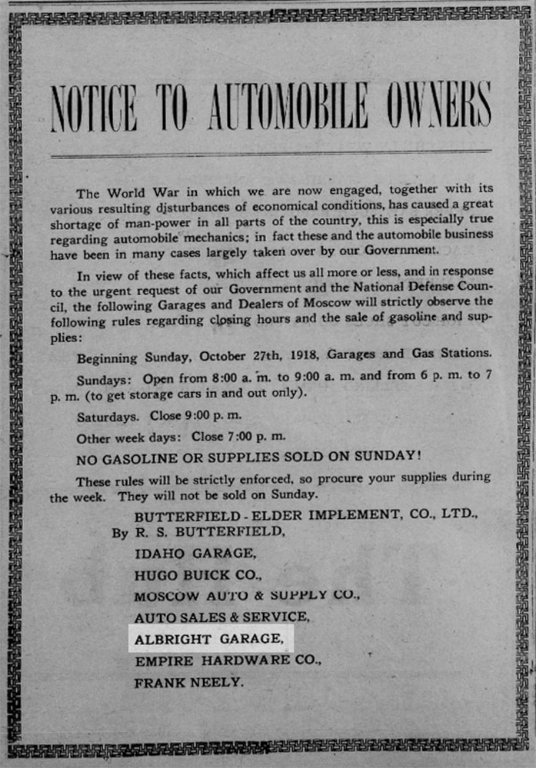 NOTICE TO AUTOMOBILE OWNERS
The World War in which we are now engaged, together with its
various resulting djsturbances of economical conditions, has caused a great
shortage of man-power in all parts of the country, this is especially true
regarding automobile mechanics; in fact these and the automobile business
have been in many cases largely taken over by our Government.
In view of these facts, which affect us all more or less, and in response
to the urgent request of our Government and the National Defense Coun-
cil, the following Garages and Dealers of Moscow will strictly observe the
following rules regarding closing hours and the sale of gasoline and sup-
plies:
Beginning Sunday, October 27th, 1918, Garages and Gas Stations.
Sundays: Open from 8:00 a. m. to 9:00 a. m. and from 6 p. m. to 7
p. m. (to get storage cars in and out only).
Saturdays. Close 9:00 p. m.
Other week days: Close 7:00 p. m.
NO GASOLINE OR SUPPLIES SOLD ON SUNDAY!
These rules will be strictly enforced, so procure your supplies during
the week. They will not be sold on Sunday.
BUTTERFIELD-ELDER IMPLEMENT, CO., LTD.,
By R. S. BUTTERFIELD,
IDAHO GARAGE,
HUGO BUICK CO.,
MOSCOW AUTO & SUPPLY CO.,
AUTO SALES & SERVICE,
ALBRIGHT GARAGE,
EMPIRE HARDWARE CO.,
FRANK NEELY.